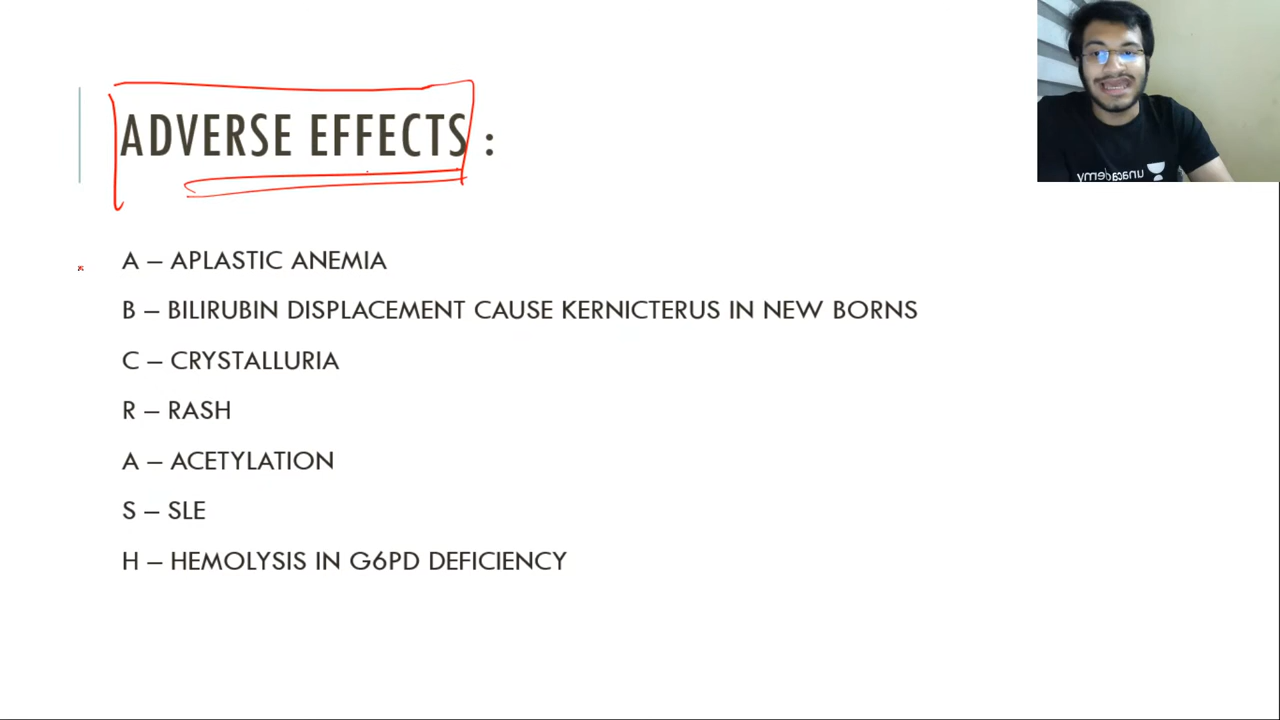 ADVERSE EFFECTS :
A – APLASTIC ANEMIA
B – BILIRUBIN DISPLACEMENT CAUSE KERNICTERUS IN NEW BORNS
C – CRYSTALLURIA
R – RASH
A – ACETYLATION
S – SLE
H – HEMOLYSIS IN G6PD DEFICIENCY
unacademy